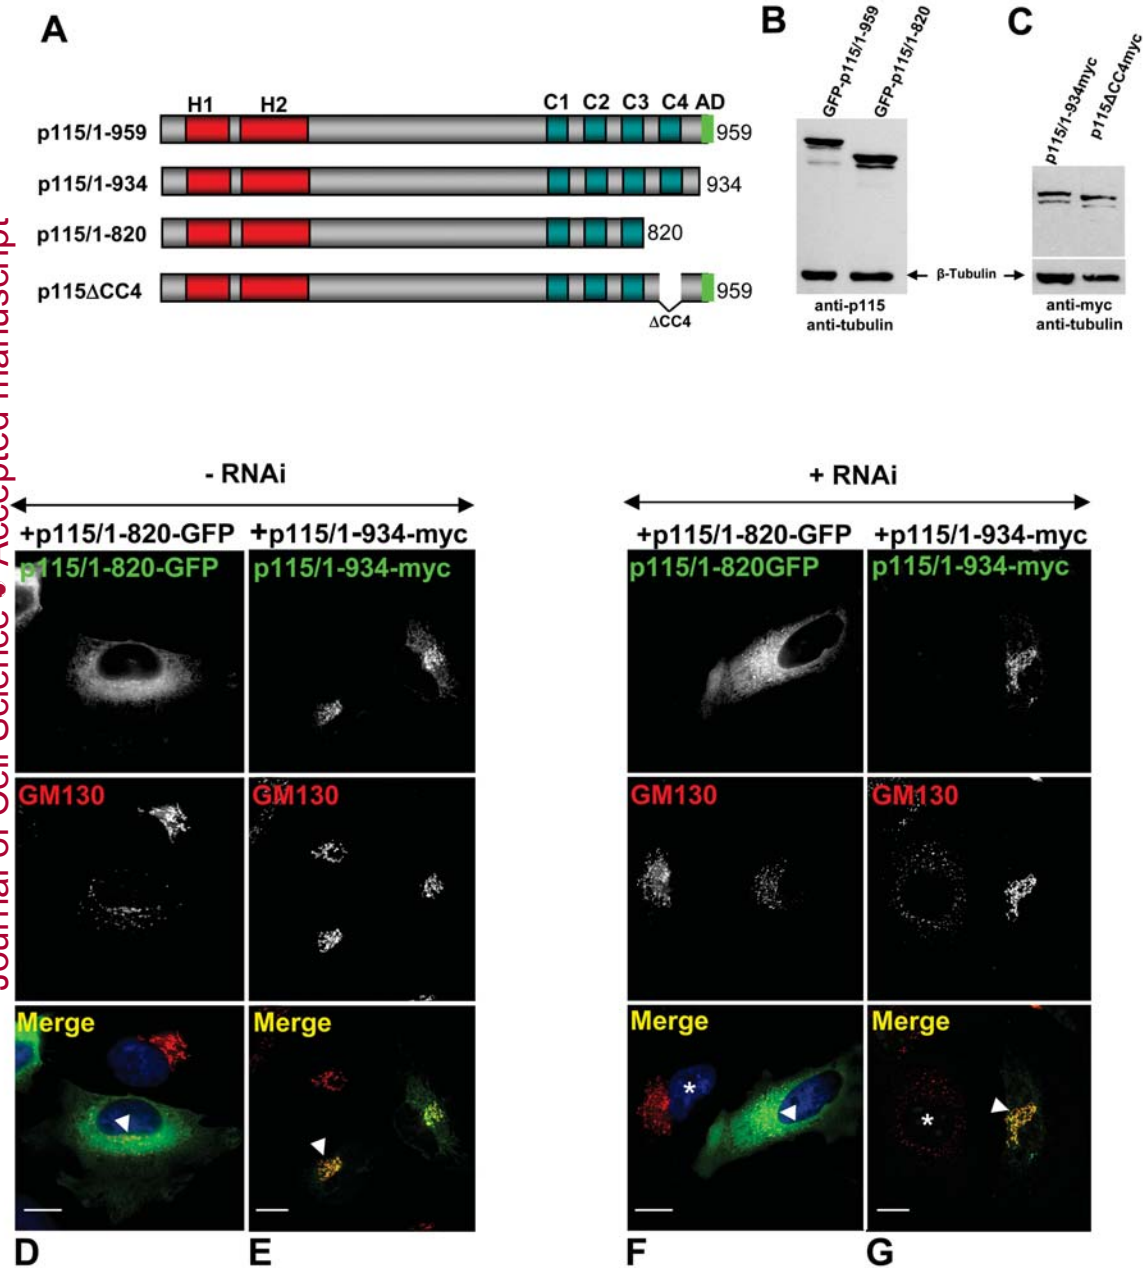 Journal of Cell Science • Accepted manuscript
A
H1 H2 C1 C2 C3 C4 AD
p115/1-959 959
p115/1-934 934
p115/1-820 820
p115ΔCC4 959
ΔCC4
B
GFP-p115/1-959
GFP-p115/1-820
β-Tubulin
anti-p115
anti-tubulin
C
p115/1-934myc
p115ΔCC4myc
anti-myc
anti-tubulin
- RNAi
+p115/1-820-GFP +p115/1-934-myc
p115/1-820-GFP p115/1-934-myc
GM130 GM130
Merge Merge
D E
+ RNAi
+p115/1-820-GFP +p115/1-934-myc
p115/1-820GFP p115/1-934-myc
GM130 GM130
Merge Merge
* *
F G